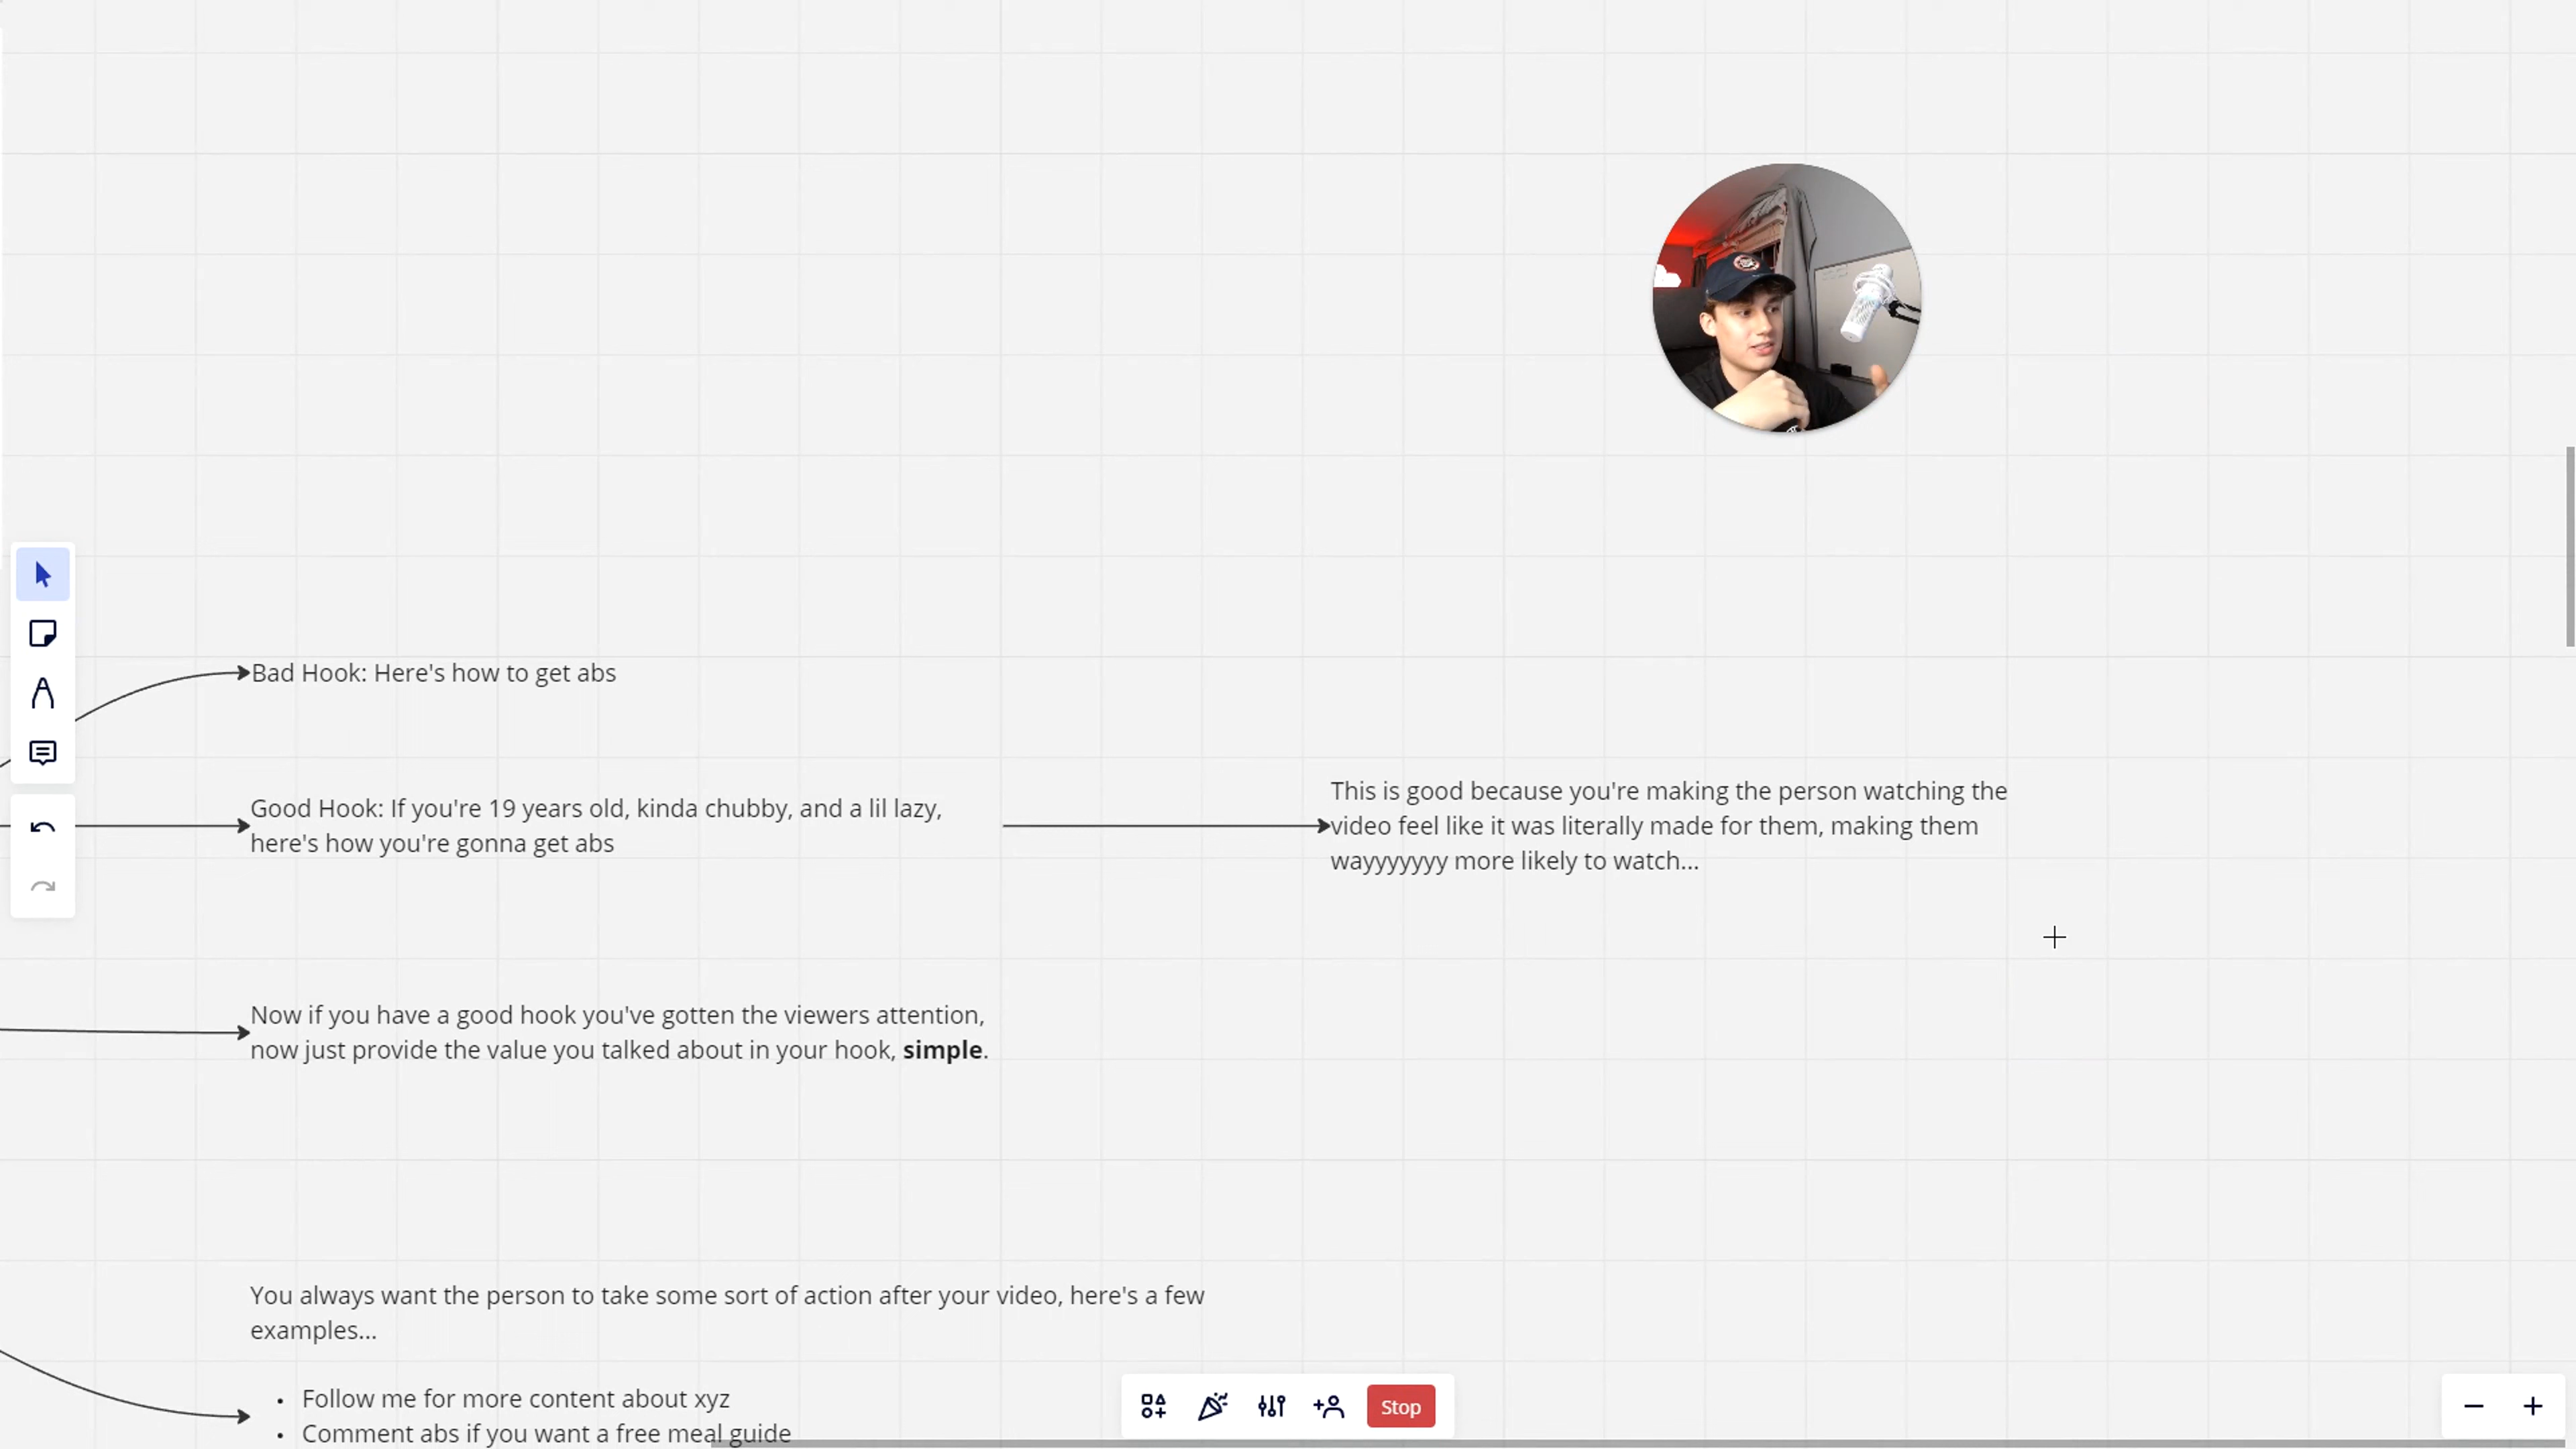 Bad Hook: Here's how to get abs
Good Hook: If you're 19 years old, kinda chubby, and a lil lazy,
here's how you're gonna get abs
This is good because you're making the person watching the
video feel like it was literally made for them, making them
wayyyyyyy more likely to watch...
Now if you have a good hook you've gotten the viewers attention,
now just provide the value you talked about in your hook, simple.
You always want the person to take some sort of action after your video, here's a few
examples...
• Follow me for more content about xyz
• Comment abs if you want a free meal guide
Stop